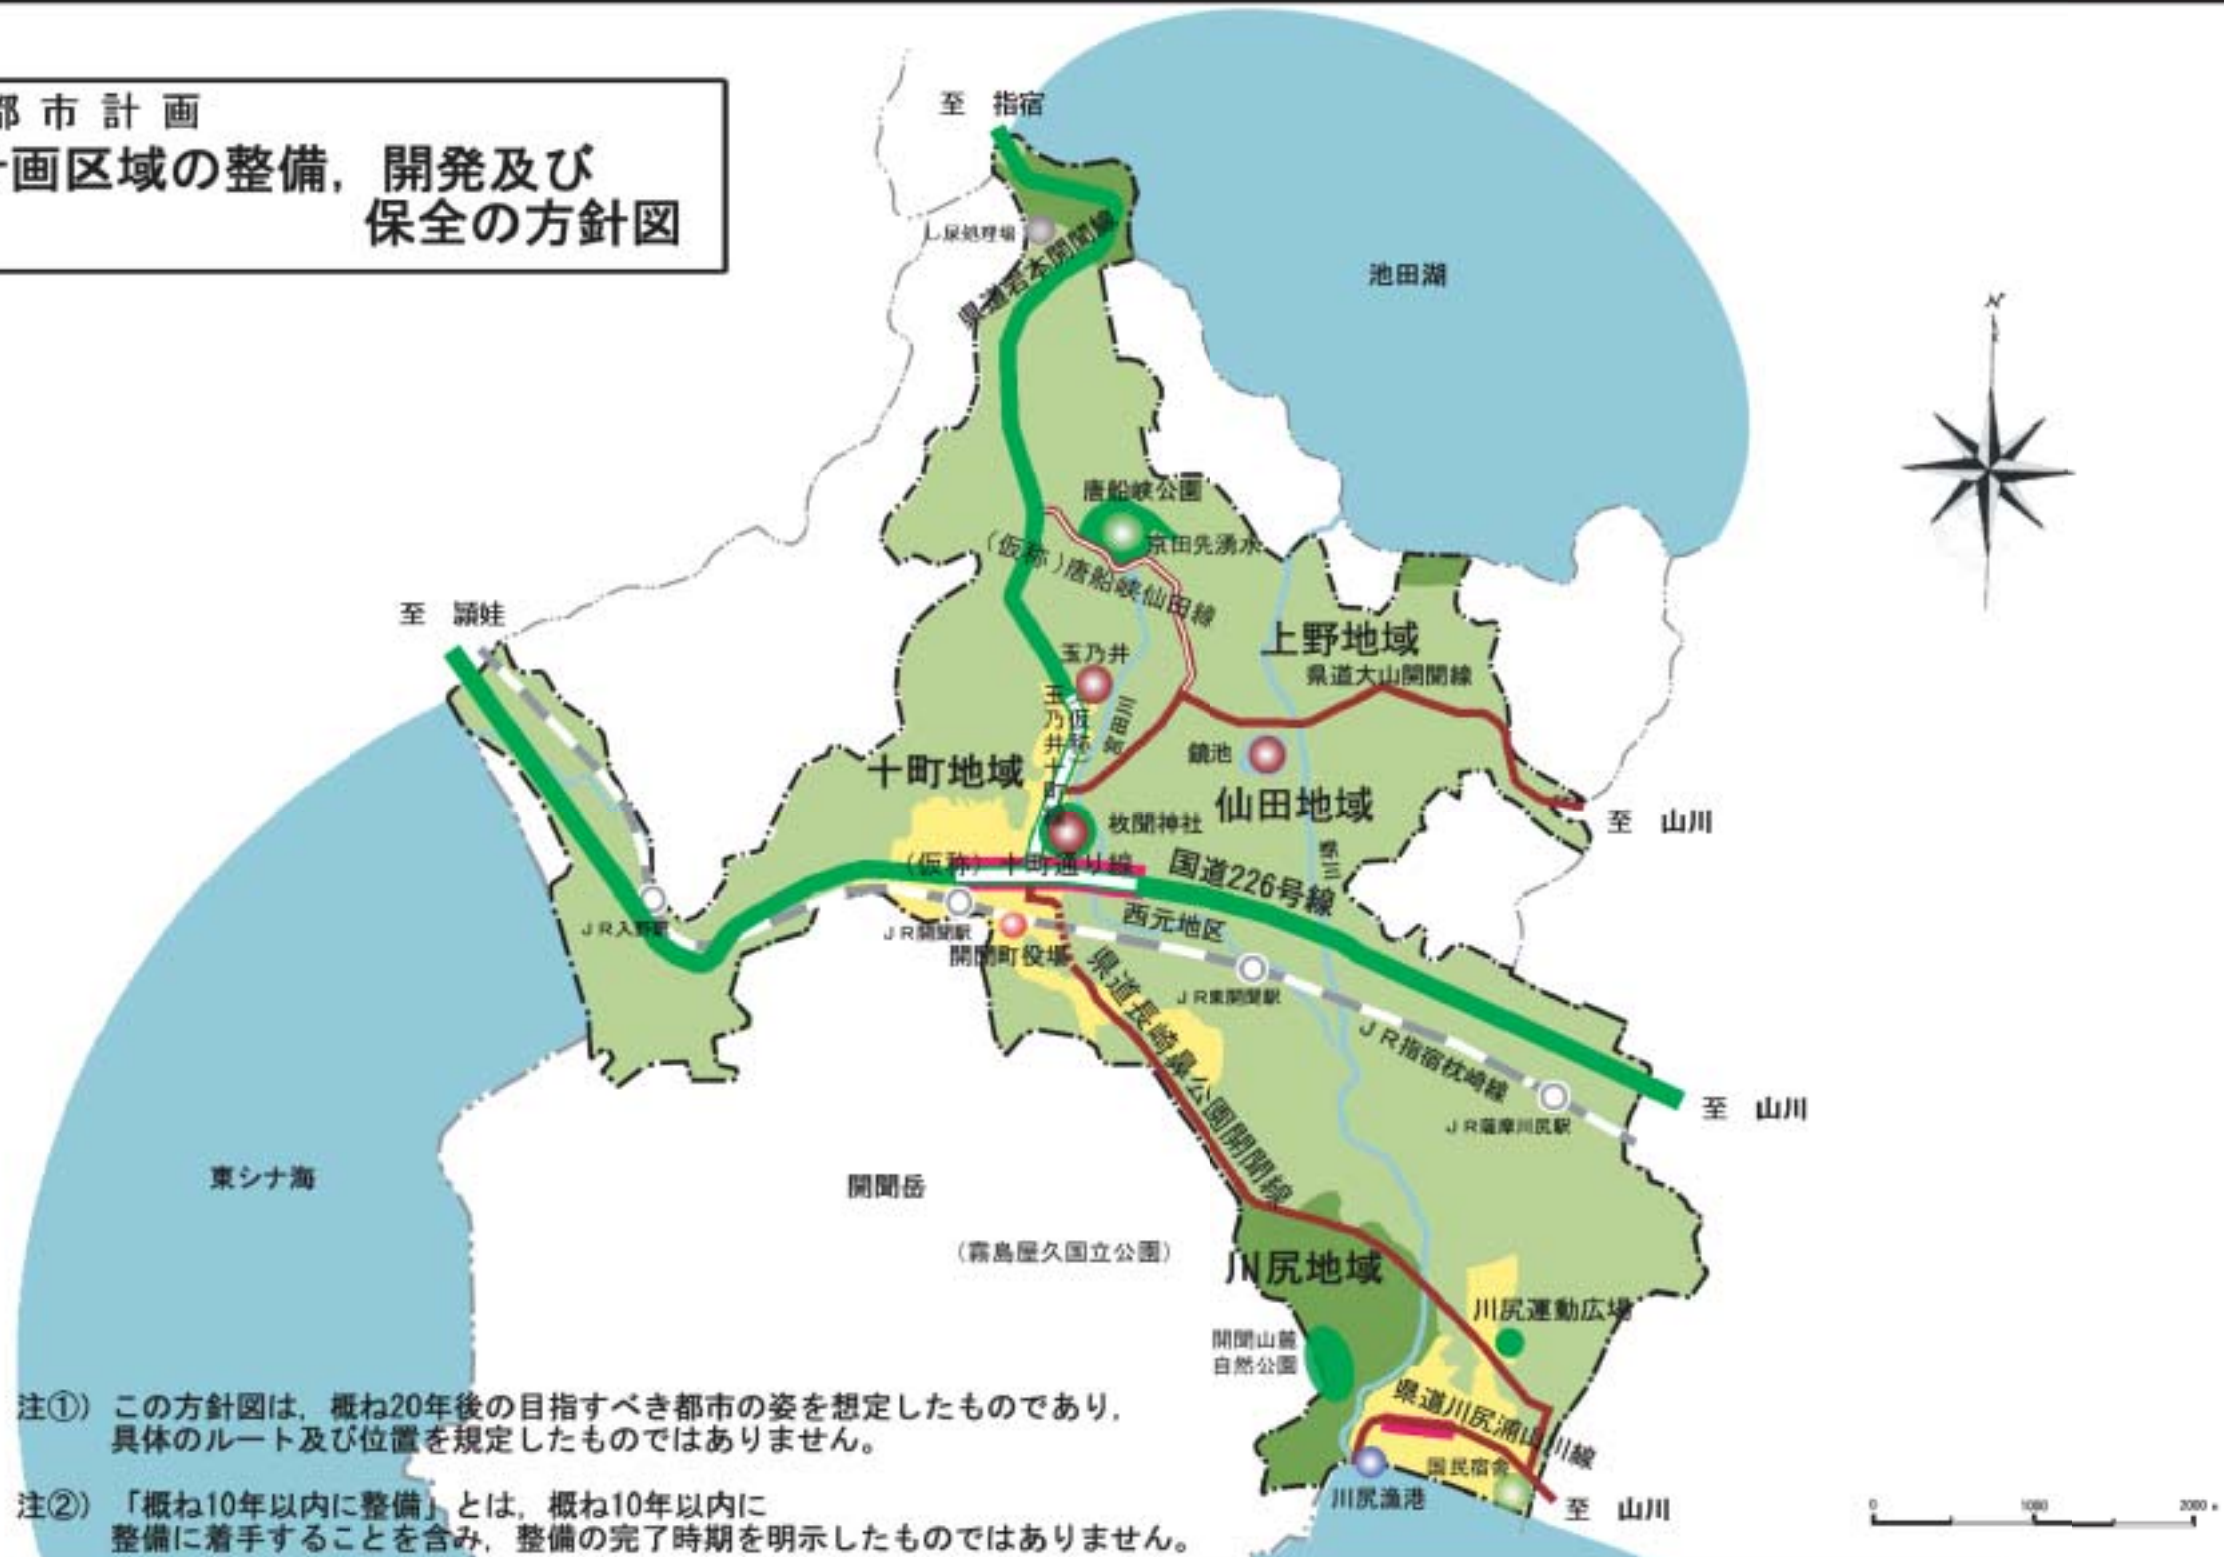 都市計画
計画区域の整備，開発及び
保全の方針図
至 指宿
し尿処理場
県道岩本開聞線
池田湖
N
唐船峡公園
京田先湧水
（仮称）唐船峡仙田線
至 頴娃
上野地域
県道大山開聞線
玉乃井
（仮称）
玉乃井十町線
宮田川
十町地域
鏡池
仙田地域
至 山川
枚聞神社
（仮称）十町通り線
国道226号線
西元地区
ＪＲ入野駅
ＪＲ開聞駅
開聞町役場
ＪＲ東開聞駅
県道長崎鼻公園開聞線
ＪＲ指宿枕崎線
ＪＲ薩摩川尻駅
至 山川
東シナ海
開聞岳
（霧島屋久国立公園）
川尻地域
川尻運動広場
開聞山麓
自然公園
県道川尻浦山川線
国民宿舎
川尻漁港
至 山川
注①） この方針図は，概ね20年後の目指すべき都市の姿を想定したものであり，
具体のルート及び位置を規定したものではありません。
注②） 「概ね10年以内に整備」とは，概ね10年以内に
整備に着手することを含み，整備の完了時期を明示したものではありません。
0 1000 2000